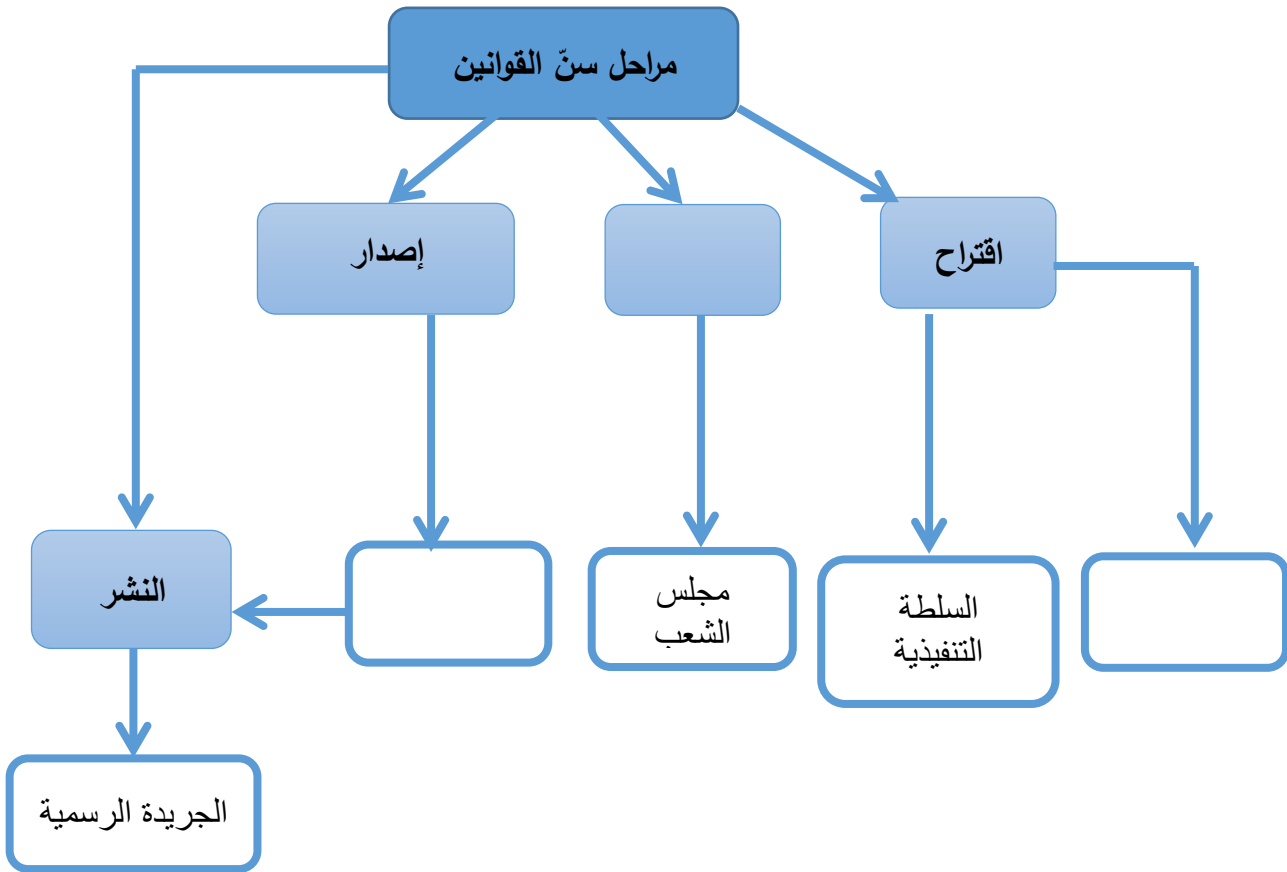 مراحل سنّ القوانين
اقتراح
إصدار
النشر
السلطة
التنفيذية
مجلس
الشعب
الجريدة الرسمية